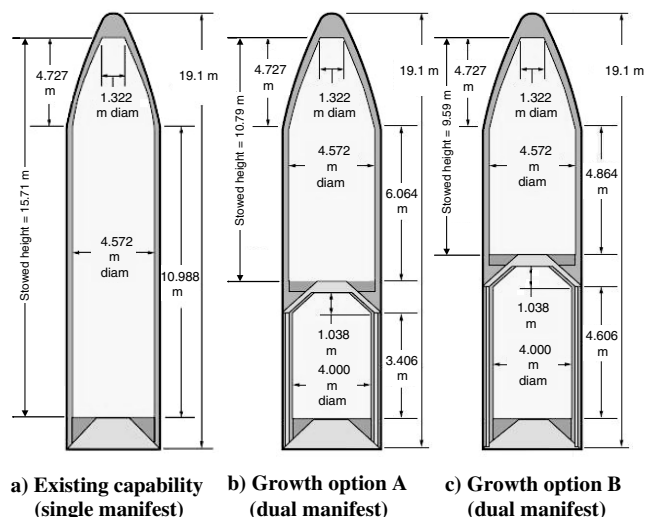 4.727
m
19.1 m
1.322
m diam
Stowed height = 15.71 m
4.572
m
diam
10.988
m
a) Existing capability
(single manifest)
4.727
m
19.1 m
1.322
m diam
Stowed height = 10.79 m
4.572
m
diam
6.064
m
1.038
m
4.000
m
diam
3.406
m
b) Growth option A
(dual manifest)
4.727
m
19.1 m
1.322
m diam
Stowed height = 9.59 m
4.572
m
diam
4.864
m
1.038
m
4.000
m
diam
4.606
m
c) Growth option B
(dual manifest)